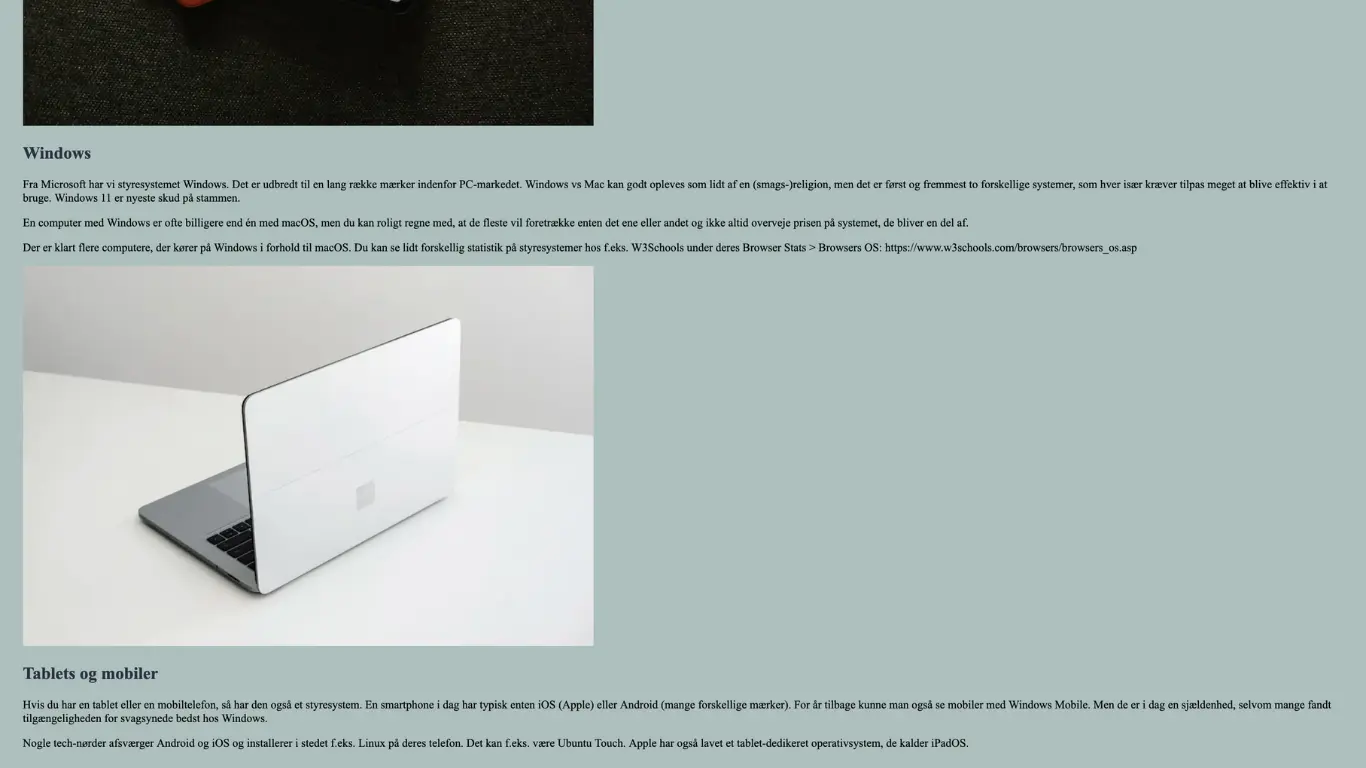 Windows
Fra Microsoft har vi styresystemet Windows. Det er udbredt til en lang række mærker indenfor PC-markedet. Windows vs Mac kan godt opleves som lidt af en (smags-)religion, men det er først og fremmest to forskellige systemer, som hver især kræver tilpas meget at blive effektiv i at
bruge. Windows 11 er nyeste skud på stammen.
En computer med Windows er ofte billigere end én med macOS, men du kan roligt regne med, at de fleste vil foretrække enten det ene eller andet og ikke altid overveje prisen på systemet, de bliver en del af.
Der er klart flere computere, der kører på Windows i forhold til macOS. Du kan se lidt forskellig statistik på styresystemer hos f.eks. W3Schools under deres Browser Stats > Browsers OS: https://www.w3schools.com/browsers/browsers_os.asp
Tablets og mobiler
Hvis du har en tablet eller en mobiltelefon, så har den også et styresystem. En smartphone i dag har typisk enten iOS (Apple) eller Android (mange forskellige mærker). For år tilbage kunne man også se mobiler med Windows Mobile. Men de er i dag en sjældenhed, selvom mange fandt
tilgængeligheden for svagsynede bedst hos Windows.
Nogle tech-nørder afsværger Android og iOS og installerer i stedet f.eks. Linux på deres telefon. Det kan f.eks. være Ubuntu Touch. Apple har også lavet et tablet-dedikeret operativsystem, de kalder iPadOS.